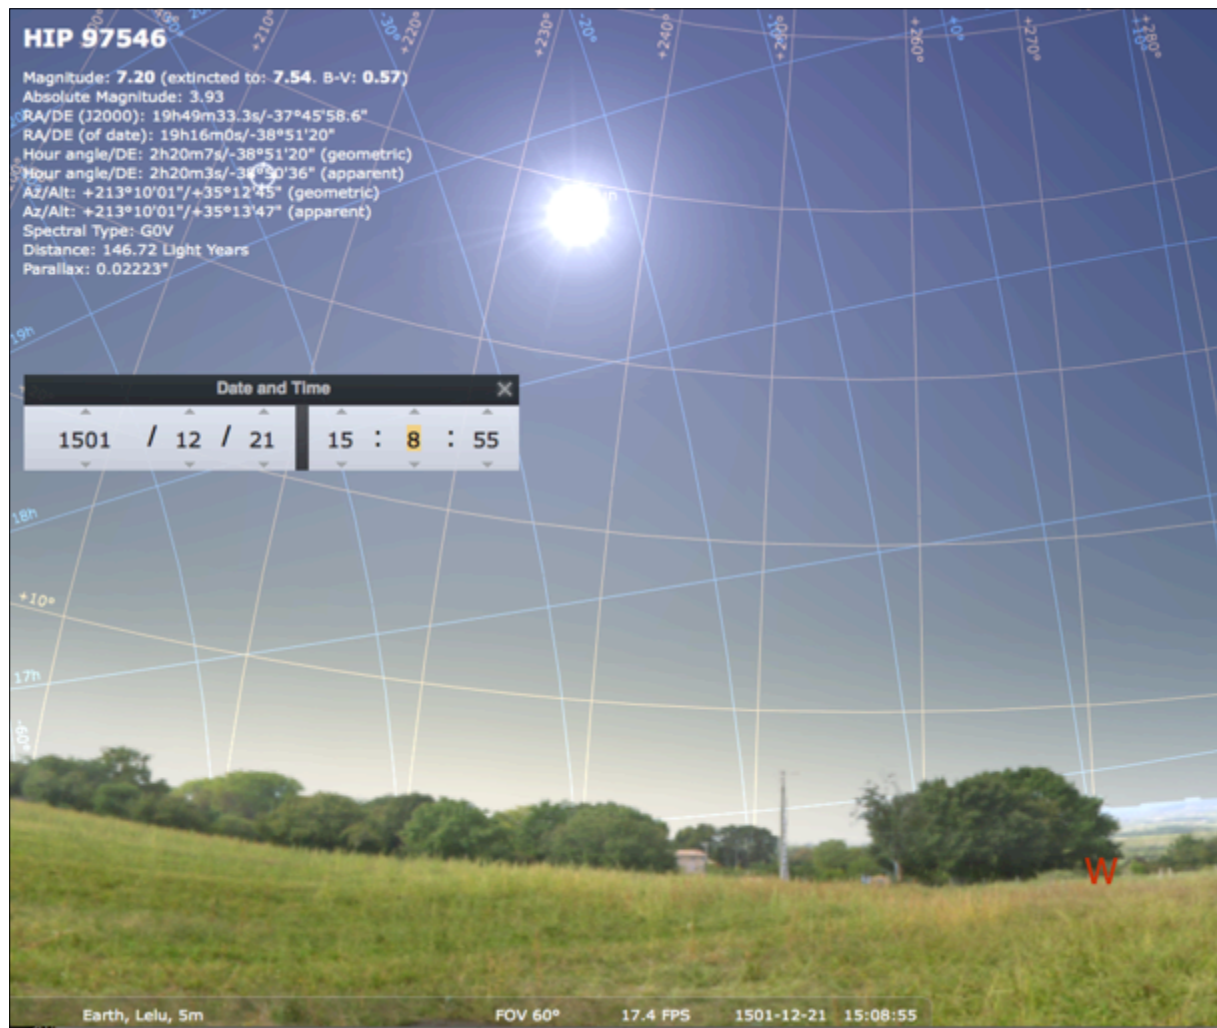 HIP 97546
Magnitude: 7.20 (extincted to: 7.54. B-V: 0.57)
Absolute Magnitude: 3.93
RA/DE (J2000): 19h49m33.3s/-37°45'58.6"
RA/DE (of date): 19h16m0s/-38°51'20"
Hour angle/DE: 2h20m7s/-38°51'20" (geometric)
Hour angle/DE: 2h20m3s/-38°50'36" (apparent)
Az/Alt: +213°10'01"/+35°12'45" (geometric)
Az/Alt: +213°10'01"/+35°13'47" (apparent)
Spectral Type: G0V
Distance: 146.72 Light Years
Parallax: 0.02223"
+210°
-30°
+220°
+230°
-20°
+240°
+260°
+0°
+270°
+280°
19h
Date and Time
1501 / 12 / 21 15 : 8 : 55
18h
+10°
17h
W
Earth, Lelu, 5m FOV 60° 17.4 FPS 1501-12-21 15:08:55